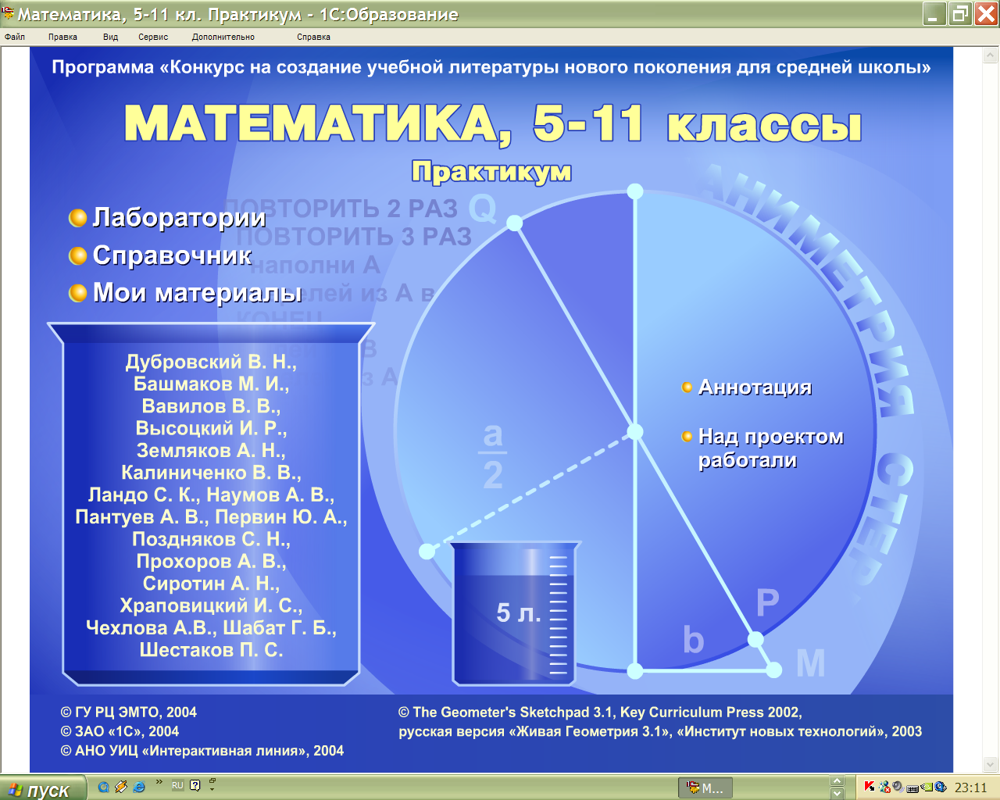 Математика, 5-11 кл. Практикум - 1С:Образование
Файл Правка Вид Сервис Дополнительно Справка
Программа «Конкурс на создание учебной литературы нового поколения для средней школы»
МАТЕМАТИКА, 5-11 классы
Практикум
Лаборатории
Справочник
Мои материалы
ПОВТОРИТЬ 2 РАЗ
ПОВТОРИТЬ 3 РАЗ
наполни А
из А в
КОНЕЦ
В
из А
Q
АНИМЕТРИЯ СТЕР
Дубровский В. Н.,
Башмаков М. И.,
Вавилов В. В.,
Высоцкий И. Р.,
Земляков А. Н.,
Калиниченко В. В.,
Ландо С. К., Наумов А. В.,
Пантуев А. В., Первин Ю. А.,
Поздняков С. Н.,
Прохоров А. В.,
Сиротин А. Н.,
Храповицкий И. С.,
Чехлова А.В., Шабат Г. Б.,
Шестаков П. С.
a
2
Аннотация
Над проектом
работали
5 л.
P
b
M
© ГУ РЦ ЭМТО, 2004
© ЗАО «1С», 2004
© АНО УИЦ «Интерактивная линия», 2004
© The Geometer's Sketchpad 3.1, Key Curriculum Press 2002,
русская версия «Живая Геометрия 3.1», «Институт новых технологий», 2003
пуск
RU
М...
23:11